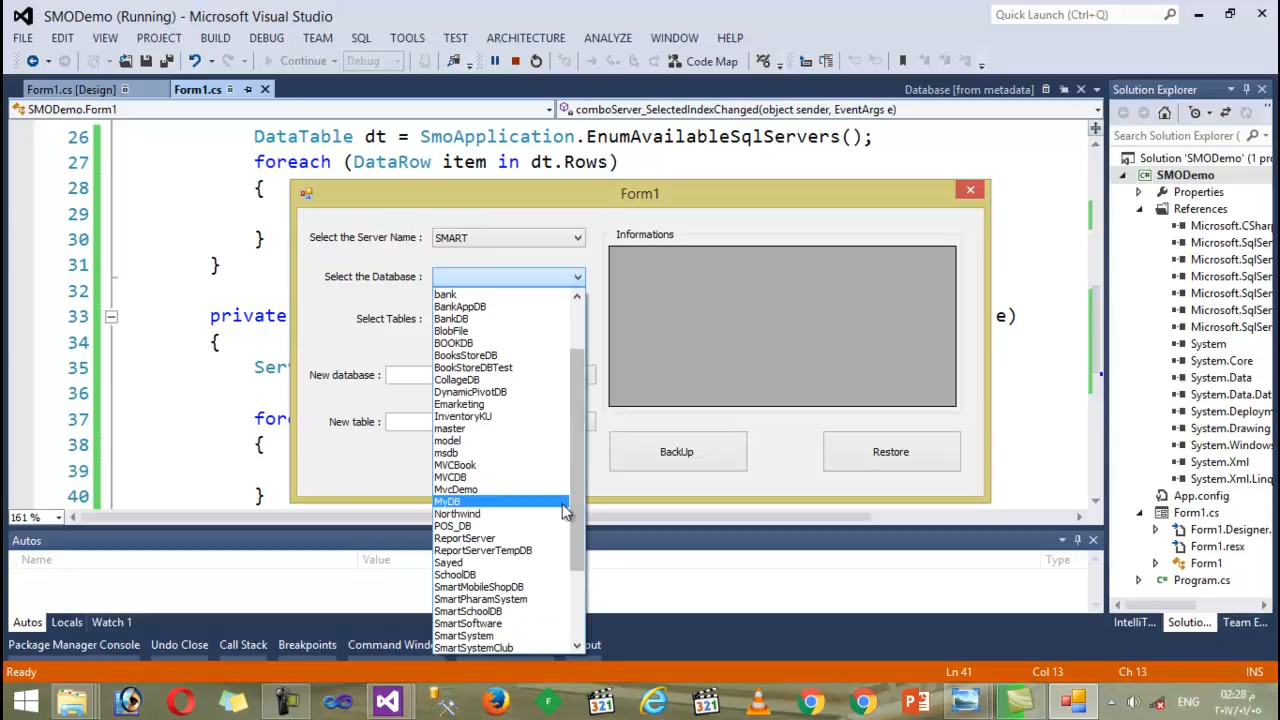 SMODemo (Running) - Microsoft Visual Studio
Quick Launch (Ctrl+Q)
FILE EDIT VIEW PROJECT BUILD DEBUG TEAM SQL TOOLS TEST ARCHITECTURE ANALYZE WINDOW HELP
Continue Debug Code Map
Form1.cs [Design] Form1.cs Database [from metadata]
SMODemo.Form1 comboServer_SelectedIndexChanged(object sender, EventArgs e)
26 DataTable dt = SmoApplication.EnumAvailableSqlServers();
27 foreach (DataRow item in dt.Rows)
28 {
29
30 }
31 }
32
33 private e)
34 {
35 Ser
36
37 for
38 {
39
40 }
161 %
Form1
Select the Server Name : SMART
Select the Database :
Select Tables :
New database :
New table :
Informations
BackUp Restore
bank
BankAppDB
BankDB
BlobFile
BOOKDB
BooksStoreDB
BookStoreDBTest
CollageDB
DynamicPivotDB
Emarketing
InventoryKU
master
model
msdb
MVCBook
MVCDB
MvcDemo
MyDB
Northwind
POS_DB
ReportServer
ReportServerTempDB
Sayed
SchoolDB
SmartMobileShopDB
SmartPharamSystem
SmartSchoolDB
SmartSoftware
SmartSystem
SmartSystemClub
Solution Explorer
Search Solution Explorer
Solution 'SMODemo' (1 pro
SMODemo
Properties
References
Microsoft.CShar
Microsoft.SqlSer
Microsoft.SqlSer
Microsoft.SqlSer
Microsoft.SqlSer
Microsoft.SqlSer
Microsoft.SqlSer
System
System.Core
System.Data
System.Data.Dat
System.Deploym
System.Drawing
System.Windows
System.Xml
System.Xml.Linq
App.config
Form1.cs
Form1.Designer.
Form1.resx
Form1
Program.cs
IntelliT... Solutio... Team E...
Autos
Name Value Type
Autos Locals Watch 1
Package Manager Console Undo Close Call Stack Breakpoints Command Windo out
Ready Ln 41 Col 13 Ch 13 INS
321 321 F ENG
02:28 م